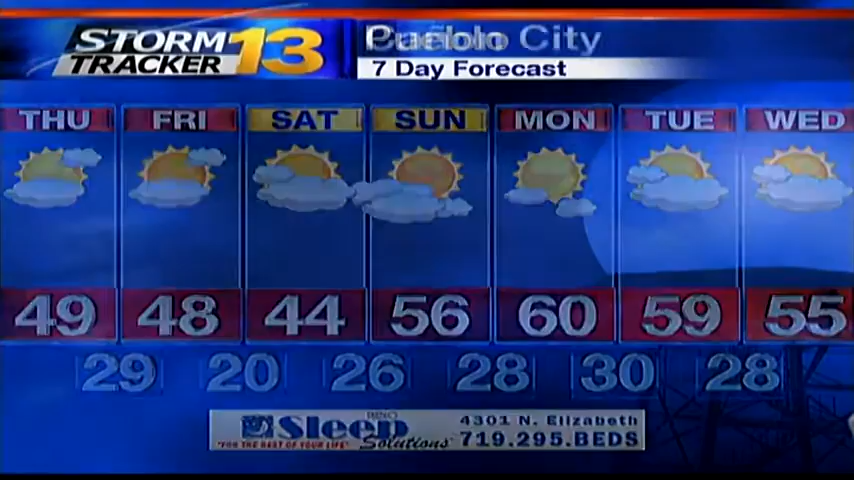 STORM
TRACKER 13
Pueblo City
7 Day Forecast
THU FRI SAT SUN MON TUE WED
49 48 44 56 60 59 55
29 20 26 28 30 28
Sleep
Solutions
"FOR THE REST OF YOUR LIFE"
4301 N. Elizabeth
719.295.BEDS